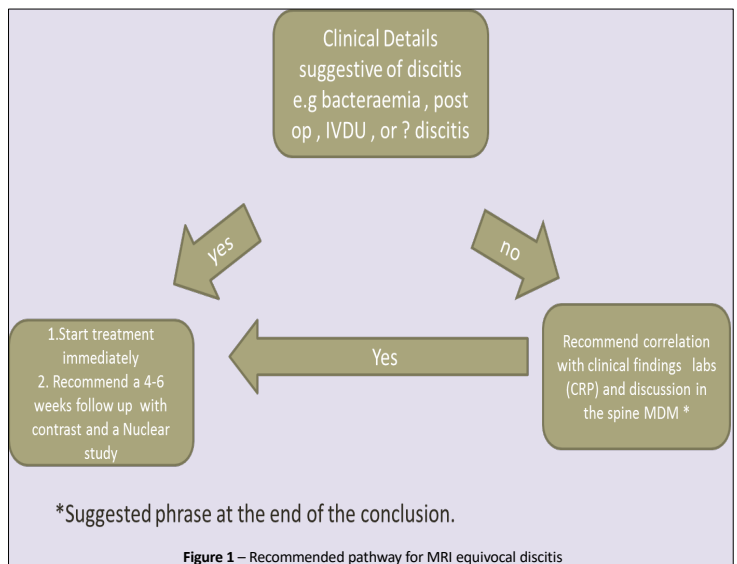 Clinical Details
suggestive of discitis
e.g bacteraemia , post
op , IVDU , or ? discitis
yes
no
1.Start treatment
immediately
2. Recommend a 4-6
weeks follow up with
contrast and a Nuclear
study
Yes
Recommend correlation
with clinical findings labs
(CRP) and discussion in
the spine MDM *
*Suggested phrase at the end of the conclusion.
Figure 1 – Recommended pathway for MRI equivocal discitis